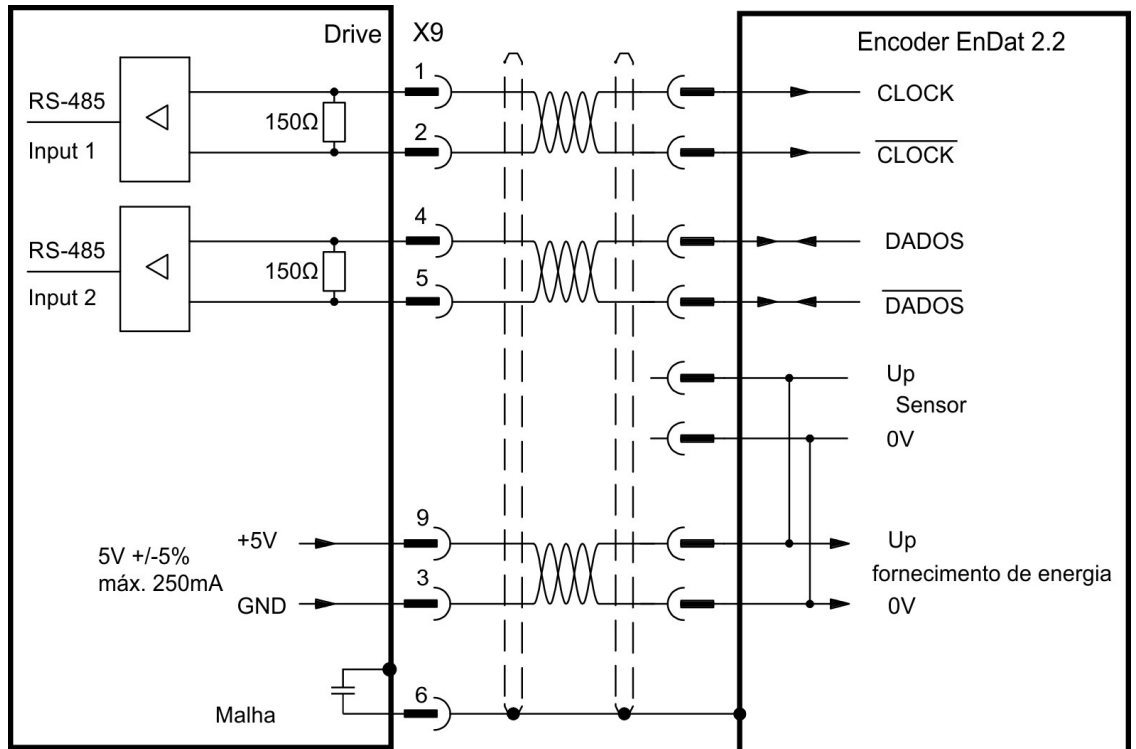 Drive
X9
Encoder EnDat 2.2
RS-485
Input 1
150Ω
1
2
CLOCK
CLOCK
RS-485
Input 2
150Ω
4
5
DADOS
DADOS
Up
Sensor
0V
5V +/-5%
máx. 250mA
+5V
GND
9
3
Up
fornecimento de energia
0V
Malha
6